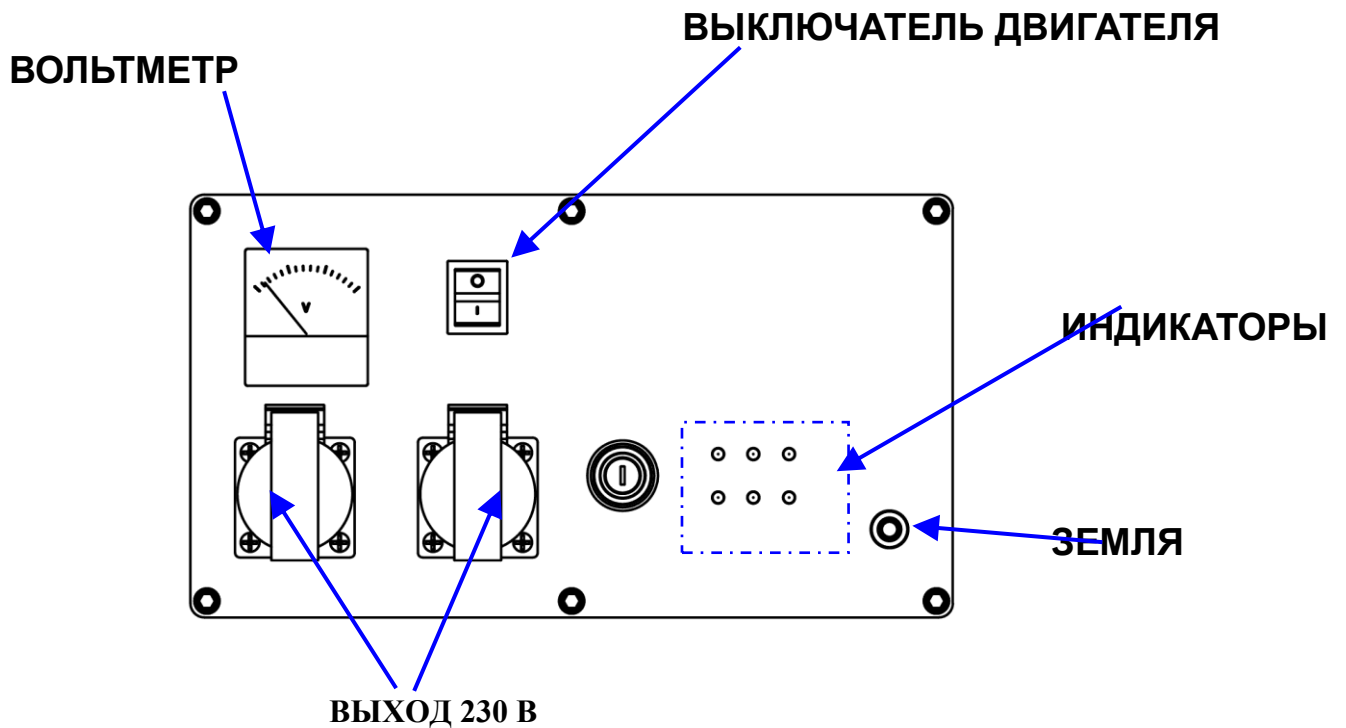 ВЫКЛЮЧАТЕЛЬ ДВИГАТЕЛЯ
ВОЛЬТМЕТР
V
O
I
ИНДИКАТОРЫ
ЗЕМЛЯ
ВЫХОД 230 В